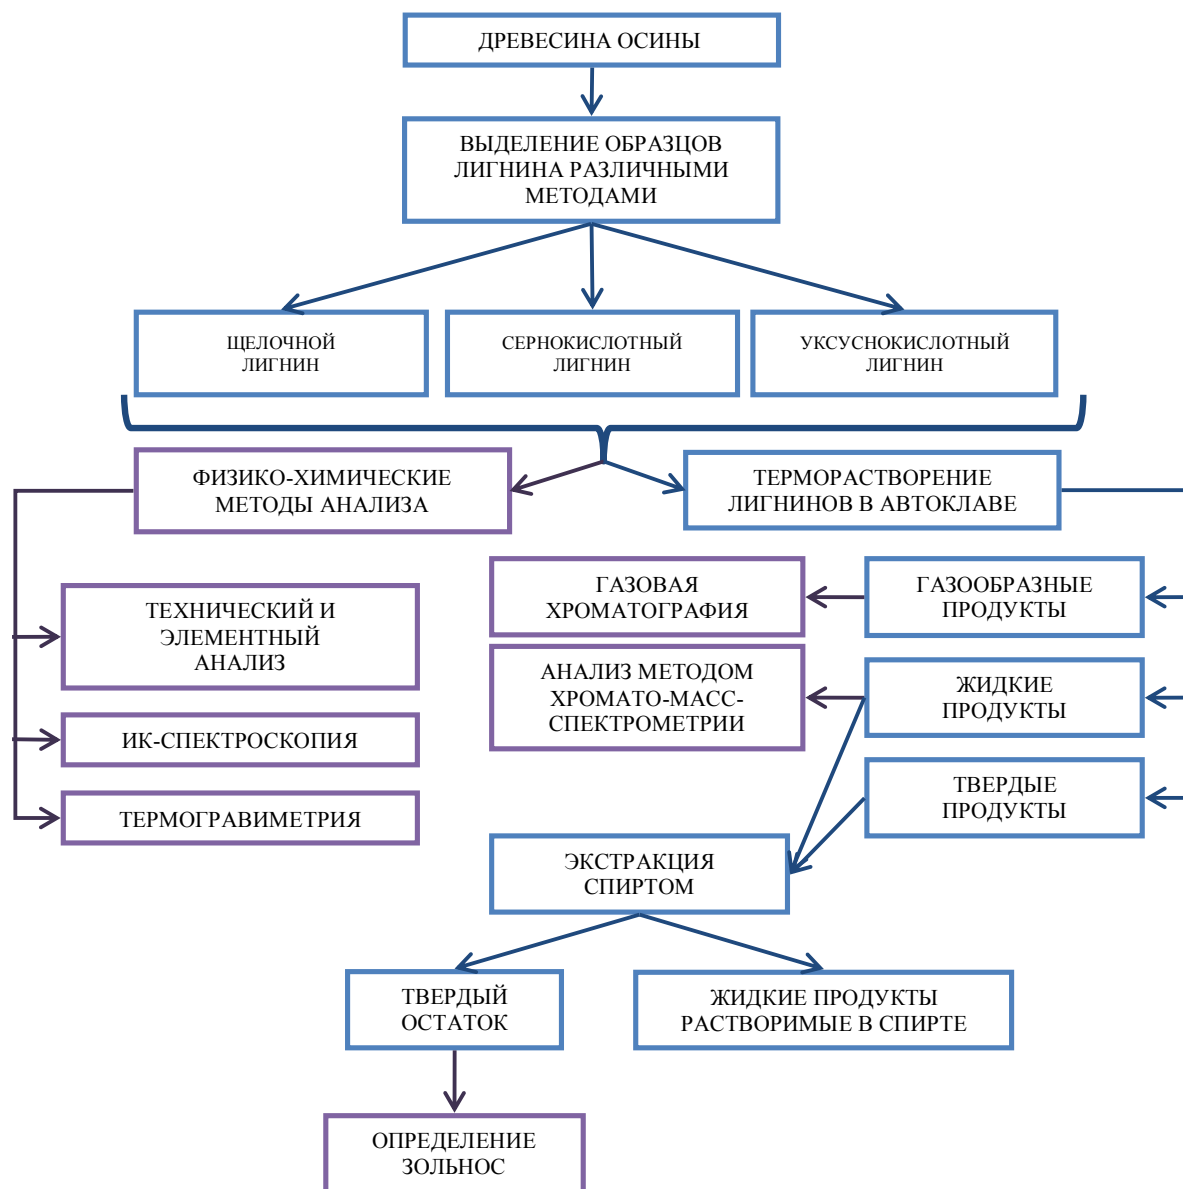 ДРЕВЕСИНА ОСИНЫ
ВЫДЕЛЕНИЕ ОБРАЗЦОВ
ЛИГНИНА РАЗЛИЧНЫМИ
МЕТОДАМИ
ЩЕЛОЧНОЙ
ЛИГНИН
СЕРНОКИСЛОТНЫЙ
ЛИГНИН
УКСУСНОКИСЛОТНЫЙ
ЛИГНИН
ФИЗИКО-ХИМИЧЕСКИЕ
МЕТОДЫ АНАЛИЗА
ТЕРМОРАСТВОРЕНИЕ
ЛИГНИНОВ В АВТОКЛАВЕ
ТЕХНИЧЕСКИЙ И
ЭЛЕМЕНТНЫЙ
АНАЛИЗ
ИК-СПЕКТРОСКОПИЯ
ТЕРМОГРАВИМЕТРИЯ
ГАЗОВАЯ
ХРОМАТОГРАФИЯ
ГАЗООБРАЗНЫЕ
ПРОДУКТЫ
АНАЛИЗ МЕТОДОМ
ХРОМАТО-МАСС-
СПЕКТРОМЕТРИИ
ЖИДКИЕ
ПРОДУКТЫ
ТВЕРДЫЕ
ПРОДУКТЫ
ЭКСТРАКЦИЯ
СПИРТОМ
ТВЕРДЫЙ
ОСТАТОК
ЖИДКИЕ ПРОДУКТЫ
РАСТВОРИМЫЕ В СПИРТЕ
ОПРЕДЕЛЕНИЕ
ЗОЛЬНОС